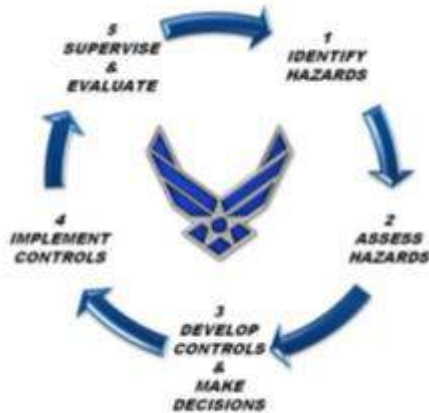 1
IDENTIFY
HAZARDS
2
ASSESS
HAZARDS
3
DEVELOP
CONTROLS
&
MAKE
DECISIONS
4
IMPLEMENT
CONTROLS
5
SUPERVISE
&
EVALUATE